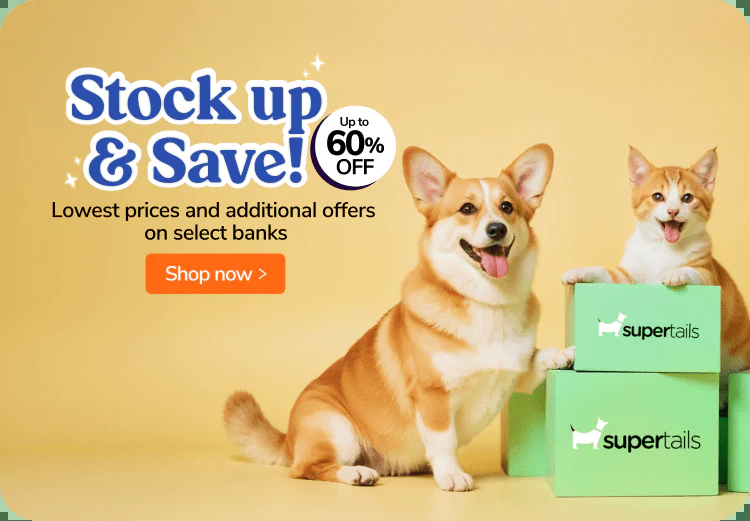 Stock up
& Save!
Up to
60%
OFF
Lowest prices and additional offers
on select banks
Shop now >
supertails
supertails